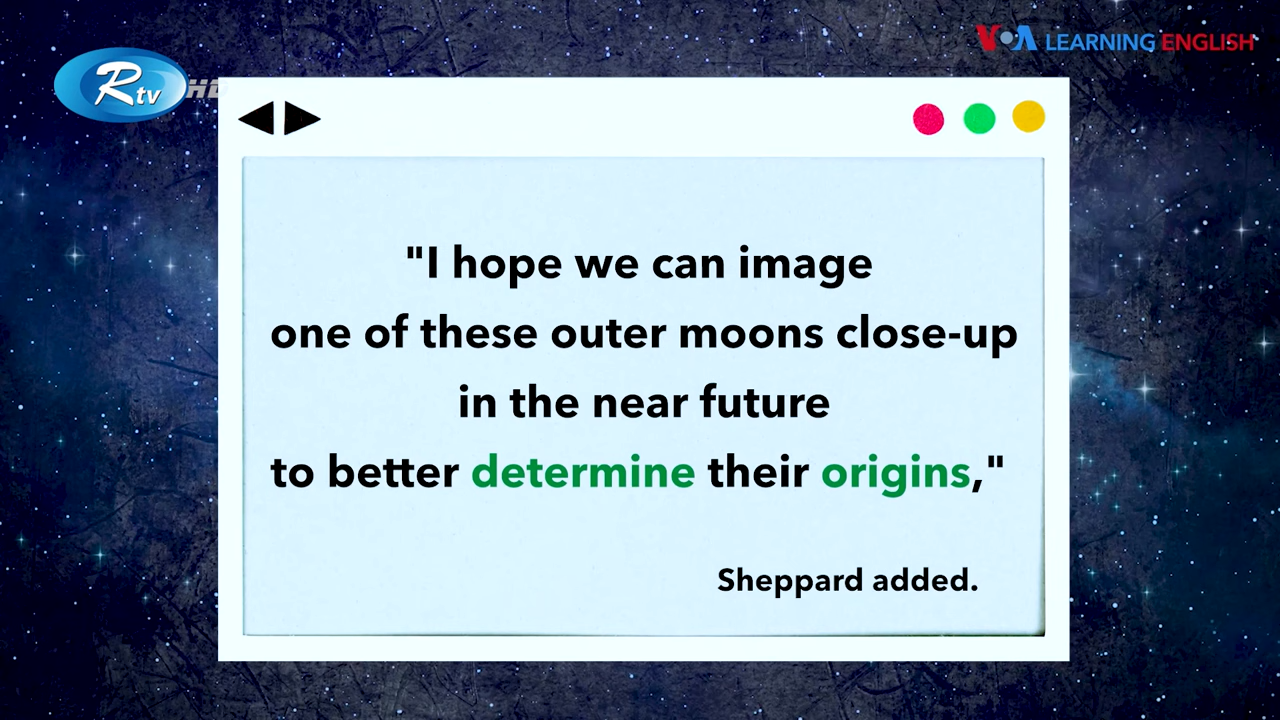 Rtv HD
VOA LEARNING ENGLISH
"I hope we can image
one of these outer moons close-up
in the near future
to better determine their origins,"
Sheppard added.